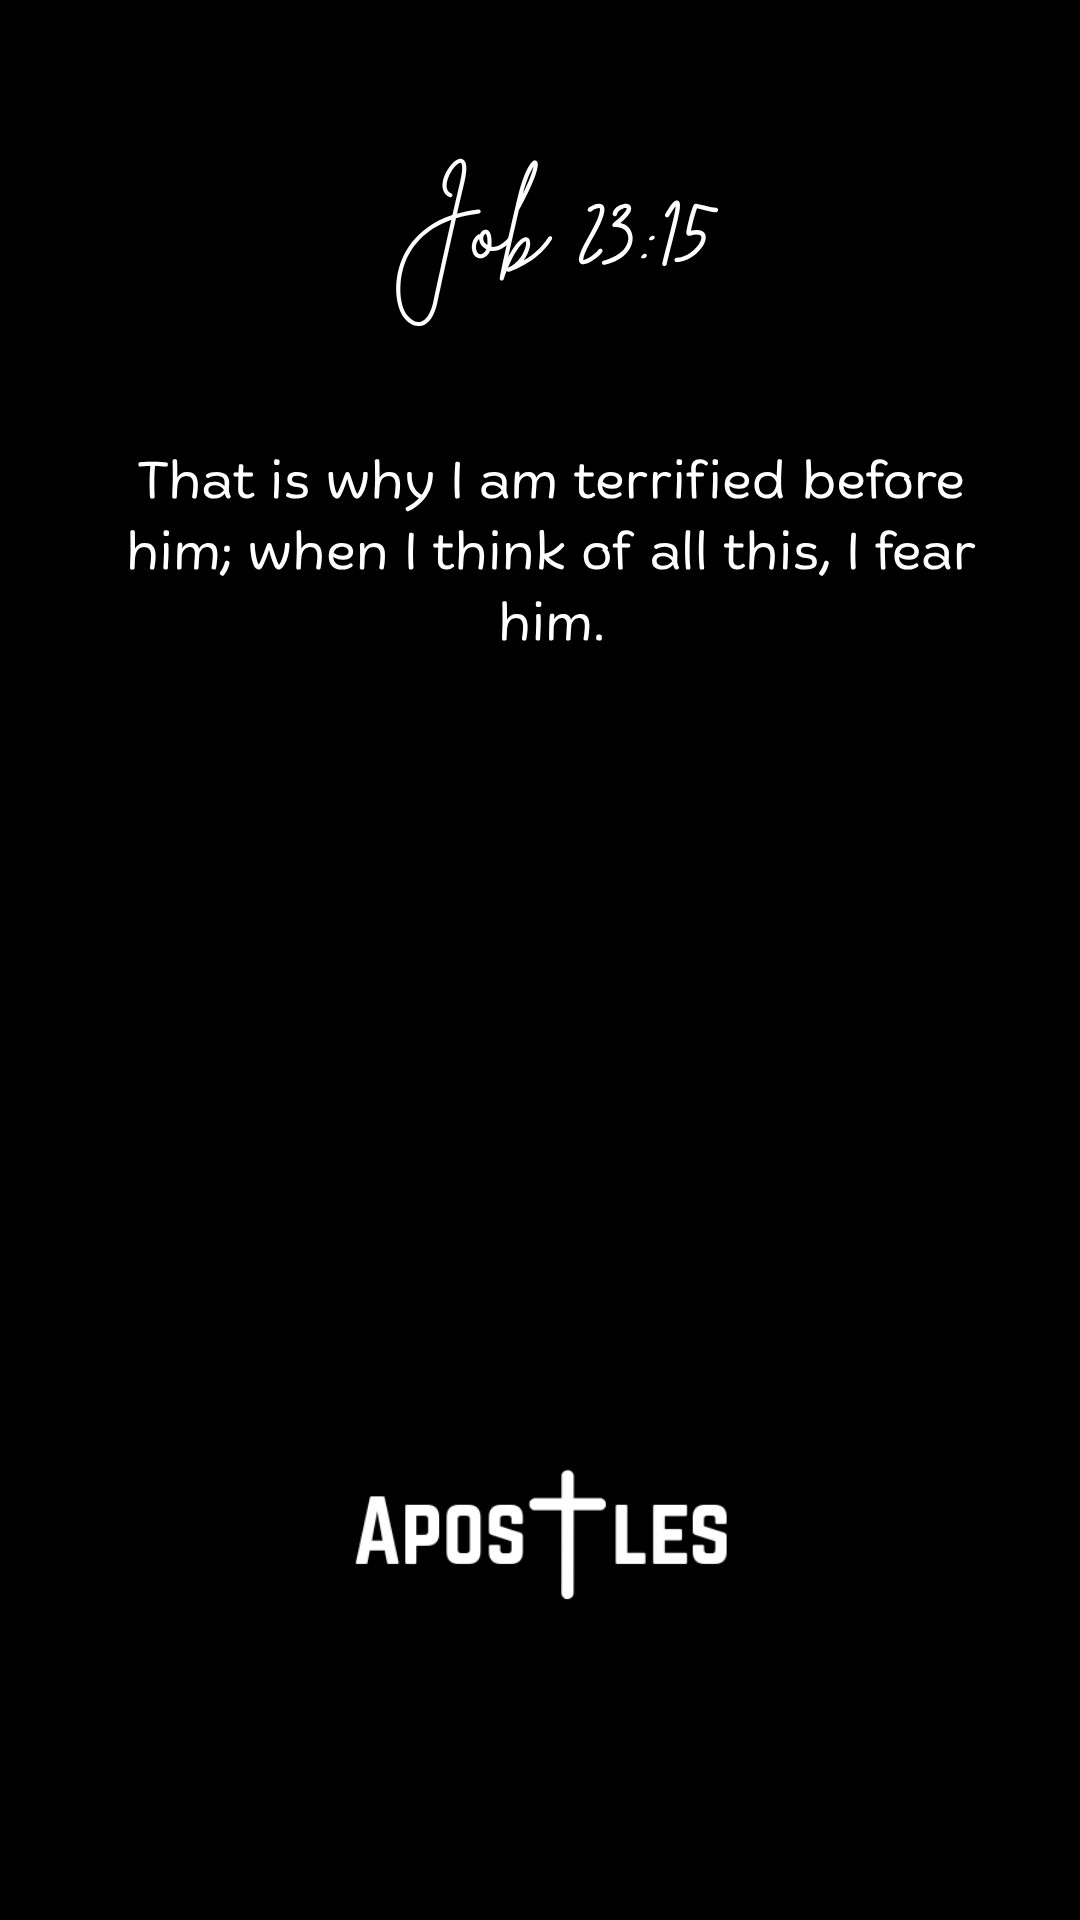 Job 23:15
That is why I am terrified before
him; when I think of all this, I fear
him.
APOSTLES